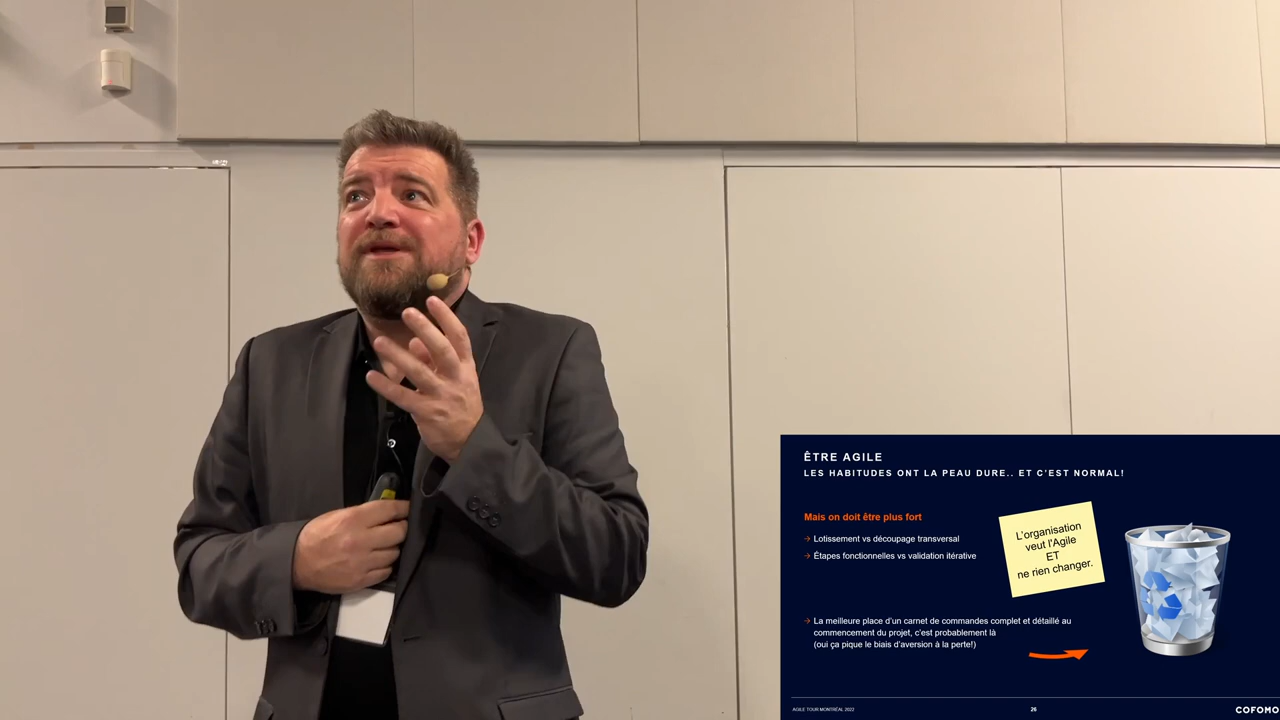 ÊTRE AGILE
LES HABITUDES ONT LA PEAU DURE.. ET C'EST NORMAL!
Mais on doit être plus fort
→ Lotissement vs découpage transversal
→ Étapes fonctionnelles vs validation itérative
L'organisation
veut l'Agile
ET
ne rien changer.
→ La meilleure place d'un carnet de commandes complet et détaillé au
commencement du projet, c'est probablement là
(oui ça pique le biais d'aversion à la perte!)
AGILE TOUR MONTRÉAL 2022
26
COFOMO